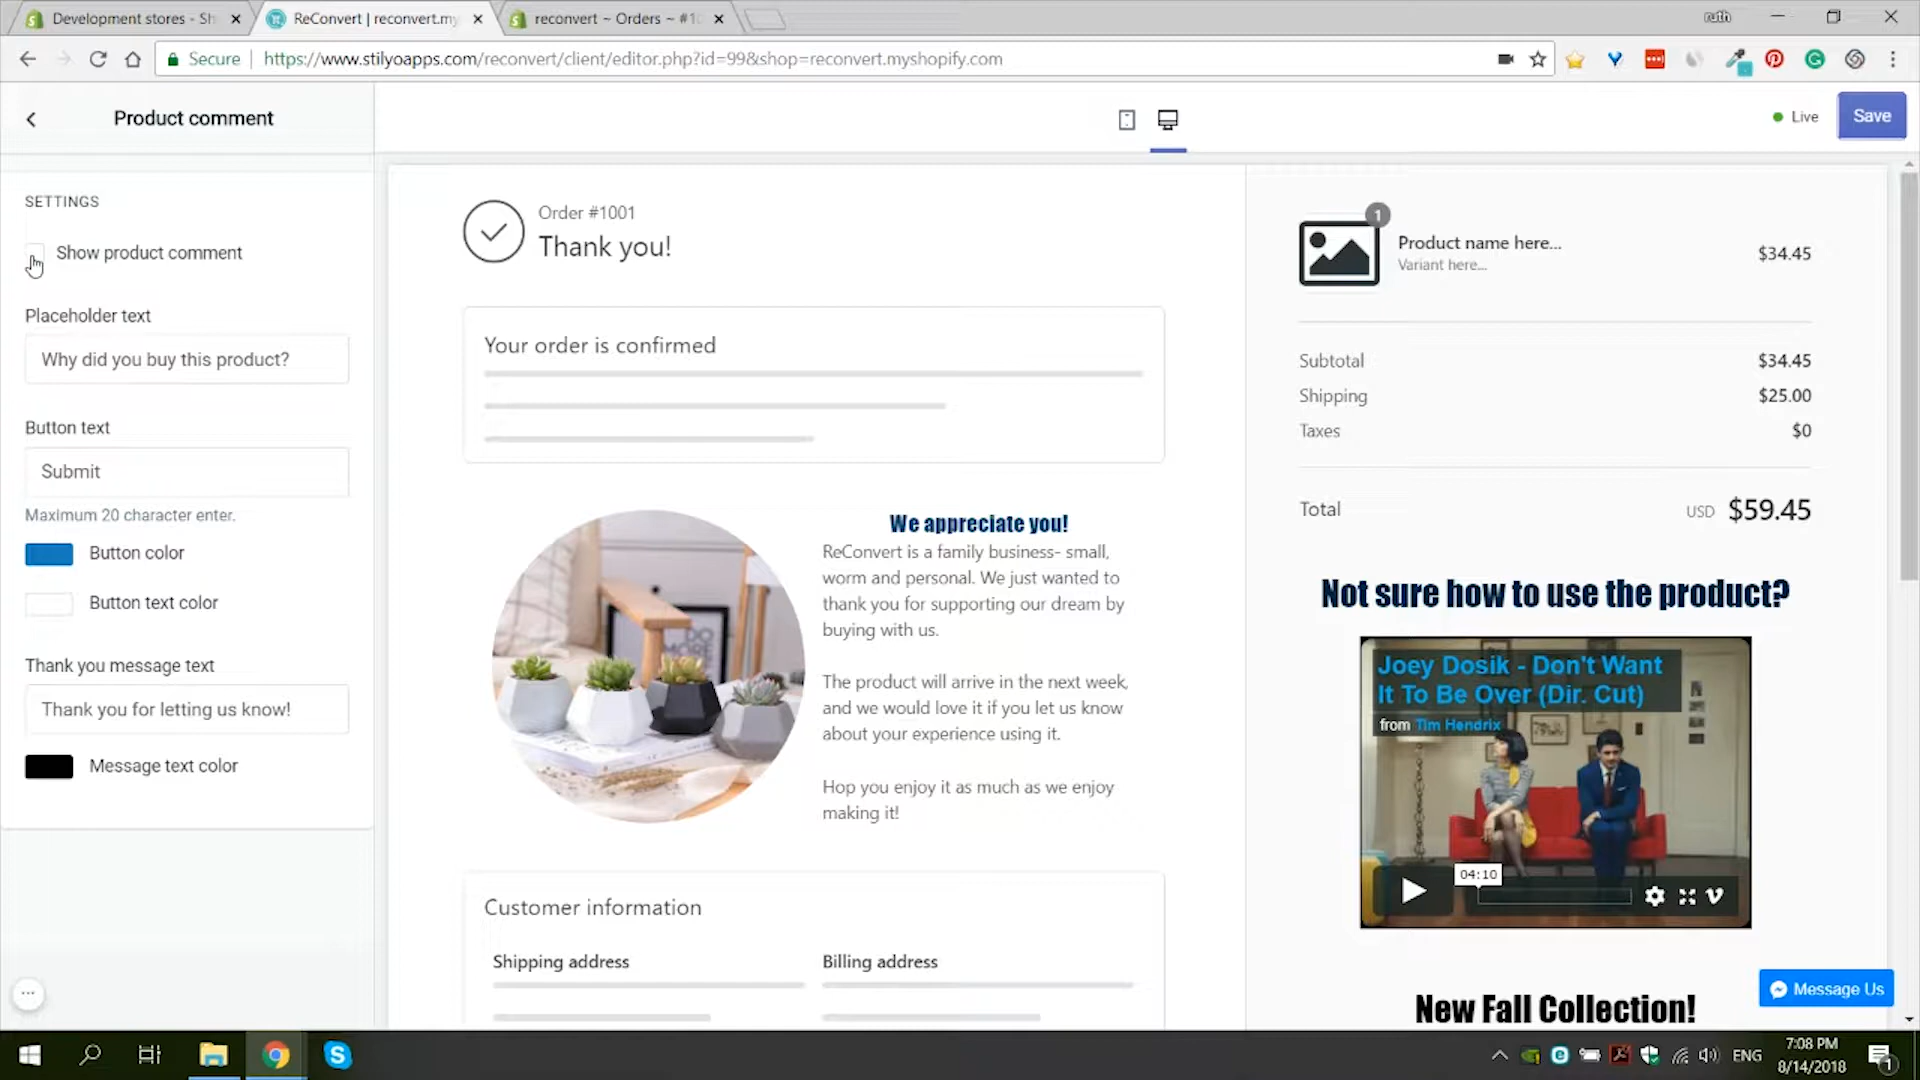 Development stores - Sh
ReConvert | reconvert.my
reconvert ~ Orders ~ #10
ruth
Secure
https://www.stilyoapps.com/reconvert/client/editor.php?id=99&shop=reconvert.myshopify.com
Product comment
Live
Save
SETTINGS
Show product comment
Placeholder text
Why did you buy this product?
Button text
Submit
Maximum 20 character enter.
Button color
Button text color
Thank you message text
Thank you for letting us know!
Message text color
Order #1001
Thank you!
Your order is confirmed
We appreciate you!
ReConvert is a family business- small,
worm and personal. We just wanted to
thank you for supporting our dream by
buying with us.
The product will arrive in the next week,
and we would love it if you let us know
about your experience using it.
Hop you enjoy it as much as we enjoy
making it!
Customer information
Shipping address
Billing address
1
Product name here...
Variant here...
$34.45
Subtotal
$34.45
Shipping
$25.00
Taxes
$0
Total
USD
$59.45
Not sure how to use the product?
Joey Dosik - Don't Want
It To Be Over (Dir. Cut)
from Tim Hendrix
04:10
New Fall Collection!
Message Us
ENG
7:08 PM
8/14/2018
1